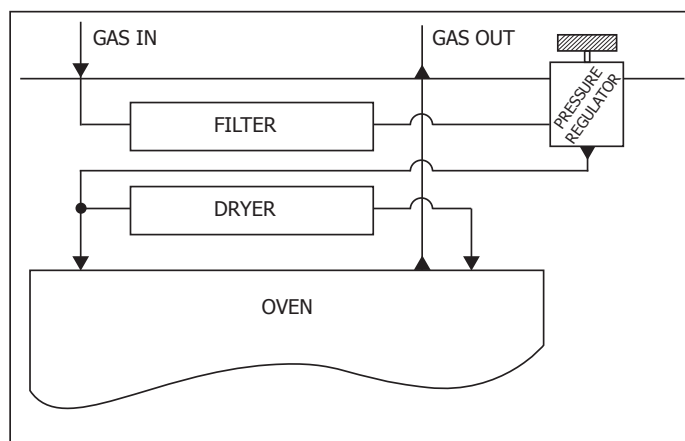 GAS IN
GAS OUT
PRESSURE
REGULATOR
FILTER
DRYER
OVEN